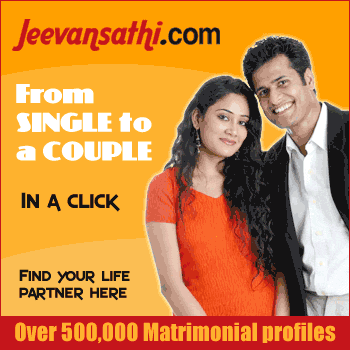 Jeevansathi.com
From
SINGLE to
a COUPLE
IN A CLICK
FIND YOUR LIFE
PARTNER HERE
Over 500,000 Matrimonial profiles